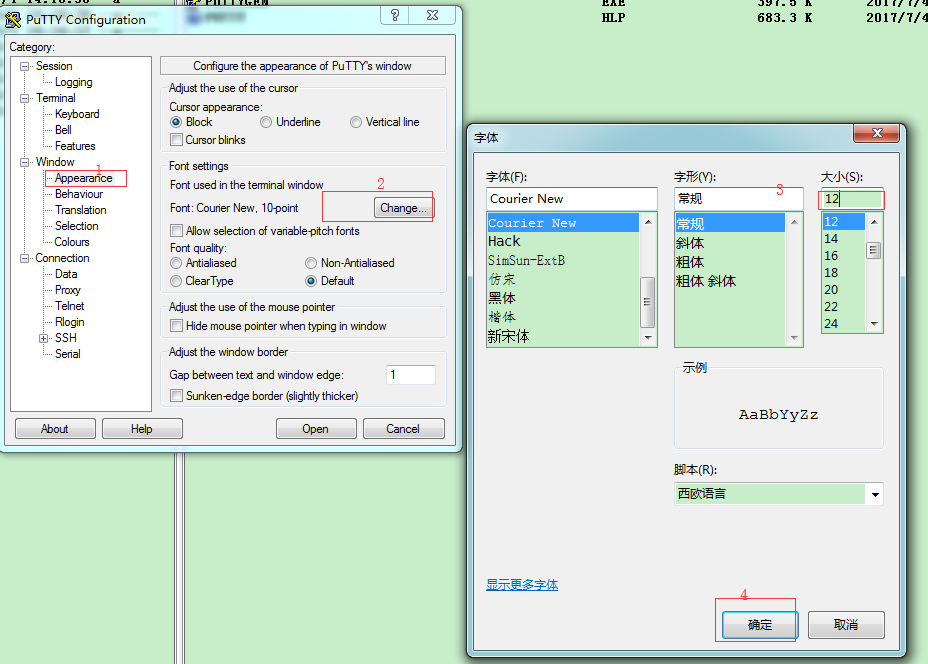 PUTTYGEN
EXE 397.5 K 2017/7/4
HLP 683.3 K 2017/7/4
PuTTY Configuration
?
Category:
Session
Logging
Terminal
Keyboard
Bell
Features
Window
1
Appearance
Behaviour
Translation
Selection
Colours
Connection
Data
Proxy
Telnet
Rlogin
SSH
Serial
Configure the appearance of PuTTY's window
Adjust the use of the cursor
Cursor appearance:
Block Underline Vertical line
Cursor blinks
Font settings
Font used in the terminal window
2
Font: Courier New, 10-point Change...
Allow selection of variable-pitch fonts
Font quality:
Antialiased Non-Antialiased
ClearType Default
Adjust the use of the mouse pointer
Hide mouse pointer when typing in window
Adjust the window border
Gap between text and window edge: 1
Sunken-edge border (slightly thicker)
About Help Open Cancel
字体
字体(F):
Courier New
Courier New
Hack
SimSun-ExtB
仿宋
黑体
楷体
新宋体
字形(Y):
常规
3
常规
斜体
粗体
粗体 斜体
大小(S):
12
12
14
16
18
20
22
24
示例
AaBbYyZz
脚本(R):
西欧语言
显示更多字体
4
确定 取消